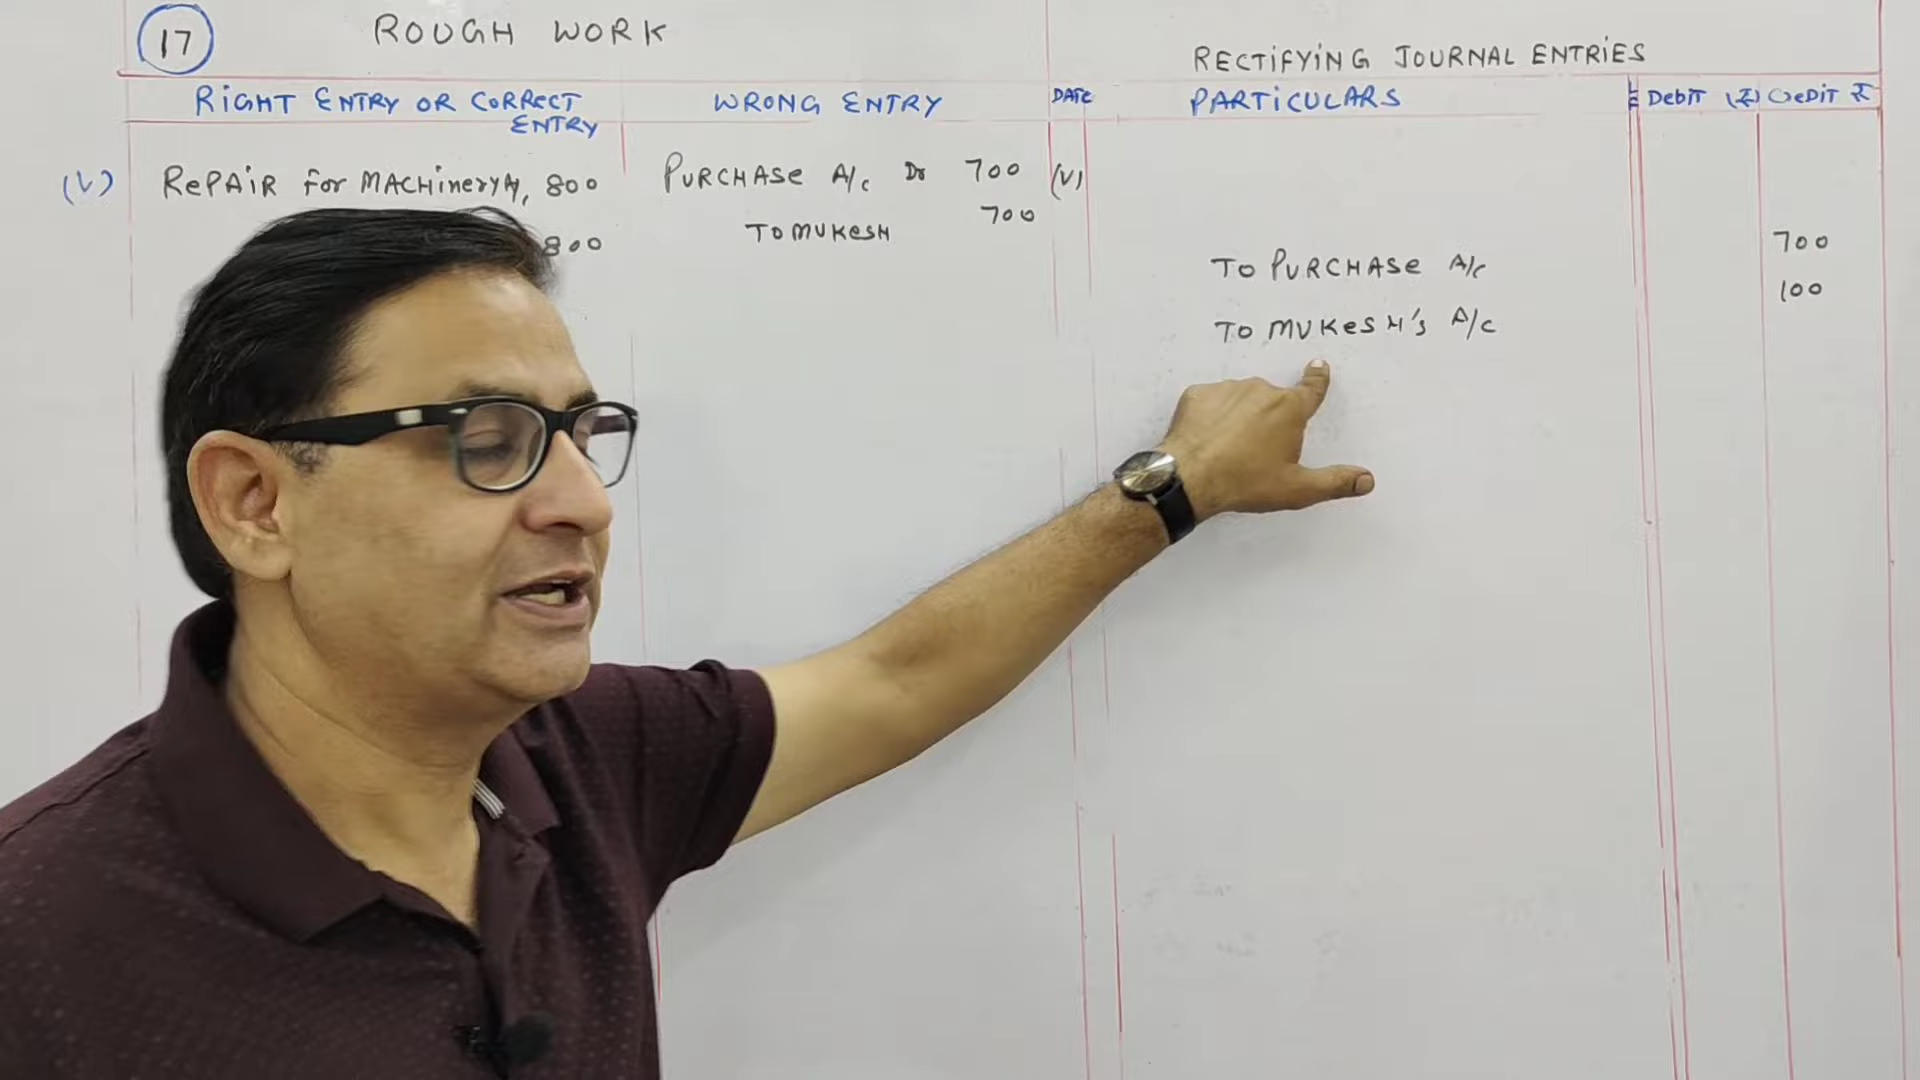 17
ROUGH WORK
RECTIFYING JOURNAL ENTRIES
RIGHT ENTRY OR CORRECT
ENTRY
WRONG ENTRY
DATE
PARTICULARS
Debit (₹)
Credit ₹
(V)
REPAIR FOR MACHINERY 800
800
PURCHASE A/c Dr 700
TO MUKESH 700
(V)
TO PURCHASE A/c 700
TO MUKESH's A/c 100